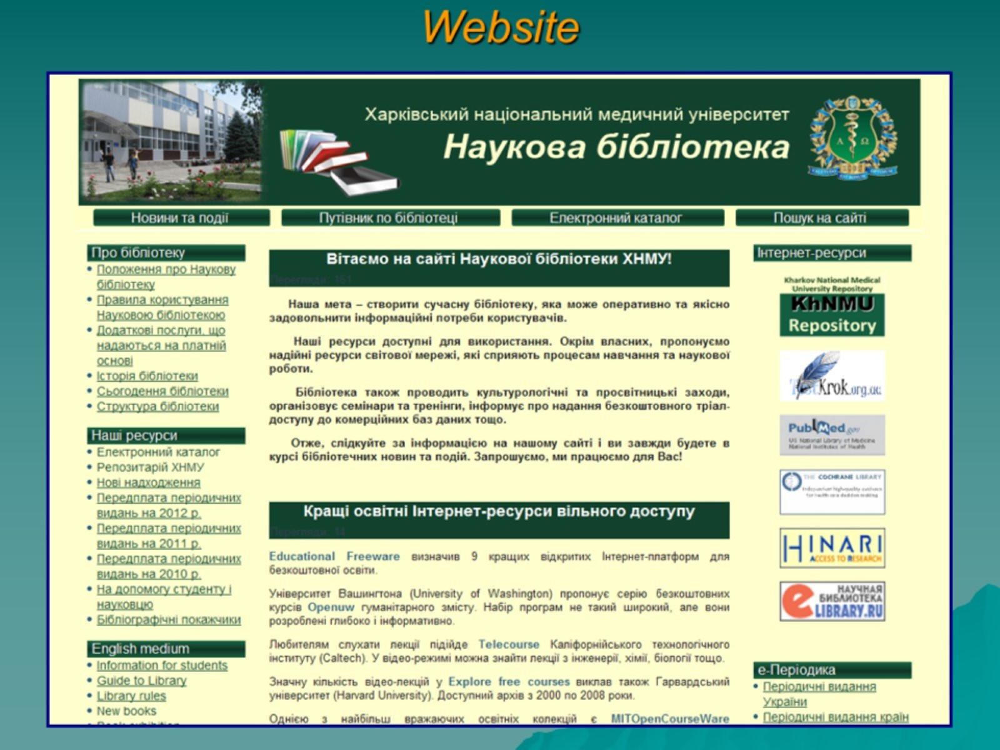 Website
Харківський національний медичний університет
Наукова бібліотека
Α Ω
Новини та події
Путівник по бібліотеці
Електронний каталог
Пошук на сайті
Про бібліотеку
Положення про Наукову
бібліотеку
Правила користування
Науковою бібліотекою
Додаткові послуги, що
надаються на платній
основі
Історія бібліотеки
Сьогодення бібліотеки
Структура бібліотеки
Наші ресурси
Електронний каталог
Репозитарій ХНМУ
Нові надходження
Передплата періодичних
видань на 2012 р.
Передплата періодичних
видань на 2011 р.
Передплата періодичних
видань на 2010 р.
На допомогу студенту і
науковцю
Бібліографічні покажчики
English medium
Information for students
Guide to Library
Library rules
New books
Вітаємо на сайті Наукової бібліотеки ХНМУ!
Перегляди: 151
Наша мета – створити сучасну бібліотеку, яка може оперативно та якісно
задовольнити інформаційні потреби користувачів.
Наші ресурси доступні для використання. Окрім власних, пропонуємо
надійні ресурси світової мережі, які сприяють процесам навчання та наукової
роботи.
Бібліотека також проводить культурологічні та просвітницькі заходи,
організовує семінари та тренінги, інформує про надання безкоштовного тріал-
доступу до комерційних баз даних тощо.
Отже, слідкуйте за інформацією на нашому сайті і ви завжди будете в
курсі бібліотечних новин та подій. Запрошуємо, ми працюємо для Вас!
Кращі освітні Інтернет-ресурси вільного доступу
Перегляди: 14
Educational Freeware визначив 9 кращих відкритих Інтернет-платформ для
безкоштовної освіти.
Університет Вашингтона (University of Washington) пропонує серію безкоштовних
курсів Openuw гуманітарного змісту. Набір програм не такий широкий, але вони
розроблені глибоко і інформативно.
Любителям слухати лекції підійде Telecourse Каліфорнійського технологічного
інституту (Caltech). У відео-режимі можна знайти лекції з інженерії, хімії, біології тощо.
Значну кількість відео-лекцій у Explore free courses виклав також Гарвардський
університет (Harvard University). Доступний архів з 2000 по 2008 роки.
Однією з найбільш вражаючих освітніх колекцій є MITOpenCourseWare
Інтернет-ресурси
Kharkov National Medical
University Repository
KhNMU
Repository
Krok.org.ua
PubMed.gov
US National Library of Medicine
National Institutes of Health
THE COCHRANE LIBRARY
Independent high-quality evidence
for health care decision making
HINARI
ACCESS TO RESEARCH
НАУЧНАЯ
БИБЛИОТЕКА
eLIBRARY.RU
е-Періодика
Періодичні видання
України
Періодичні видання країн